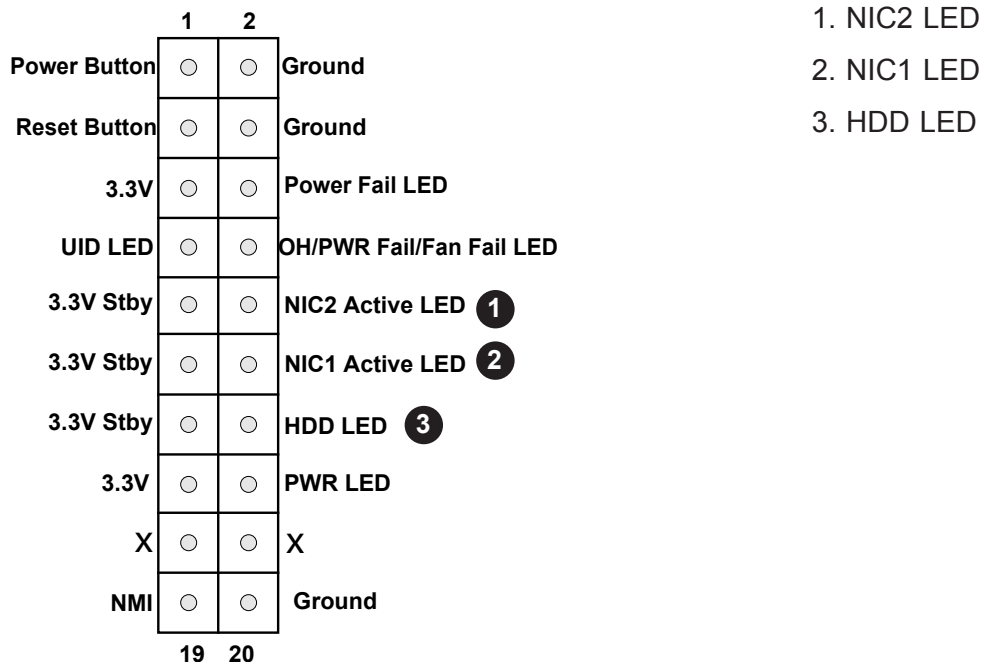 1 2
Power Button Ground
Reset Button Ground
3.3V Power Fail LED
UID LED OH/PWR Fail/Fan Fail LED
3.3V Stby NIC2 Active LED 1
3.3V Stby NIC1 Active LED 2
3.3V Stby HDD LED 3
3.3V PWR LED
X X
NMI Ground
19 20
1. NIC2 LED
2. NIC1 LED
3. HDD LED